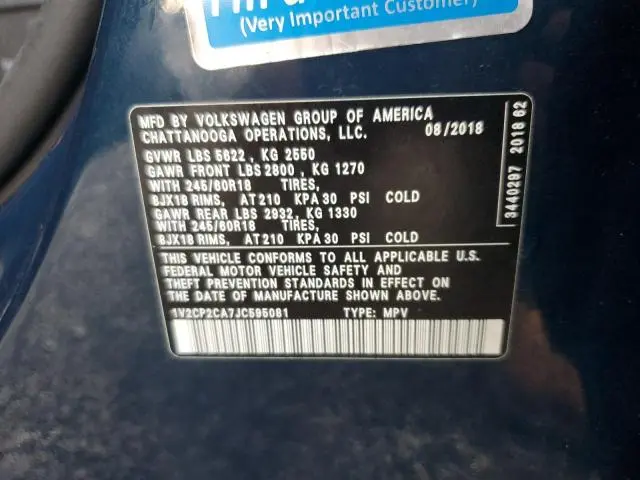 (Very Important Customer)
MFD BY VOLKSWAGEN GROUP OF AMERICA
CHATTANOOGA OPERATIONS, LLC. 08/2018
GVWR LBS 5622 , KG 2550
GAWR FRONT LBS 2800 , KG 1270
WITH 245/60R18 TIRES,
8JX18 RIMS, AT 210 KPA 30 PSI COLD
GAWR REAR LBS 2932, KG 1330
WITH 245/60R18 TIRES,
8JX18 RIMS, AT 210 KPA 30 PSI COLD
THIS VEHICLE CONFORMS TO ALL APPLICABLE U.S.
FEDERAL MOTOR VEHICLE SAFETY AND
THEFT PREVENTION STANDARDS IN EFFECT ON THE
DATE OF MANUFACTURE SHOWN ABOVE.
1V2CP2CA7JC595081 TYPE: MPV
3440297 2018 62